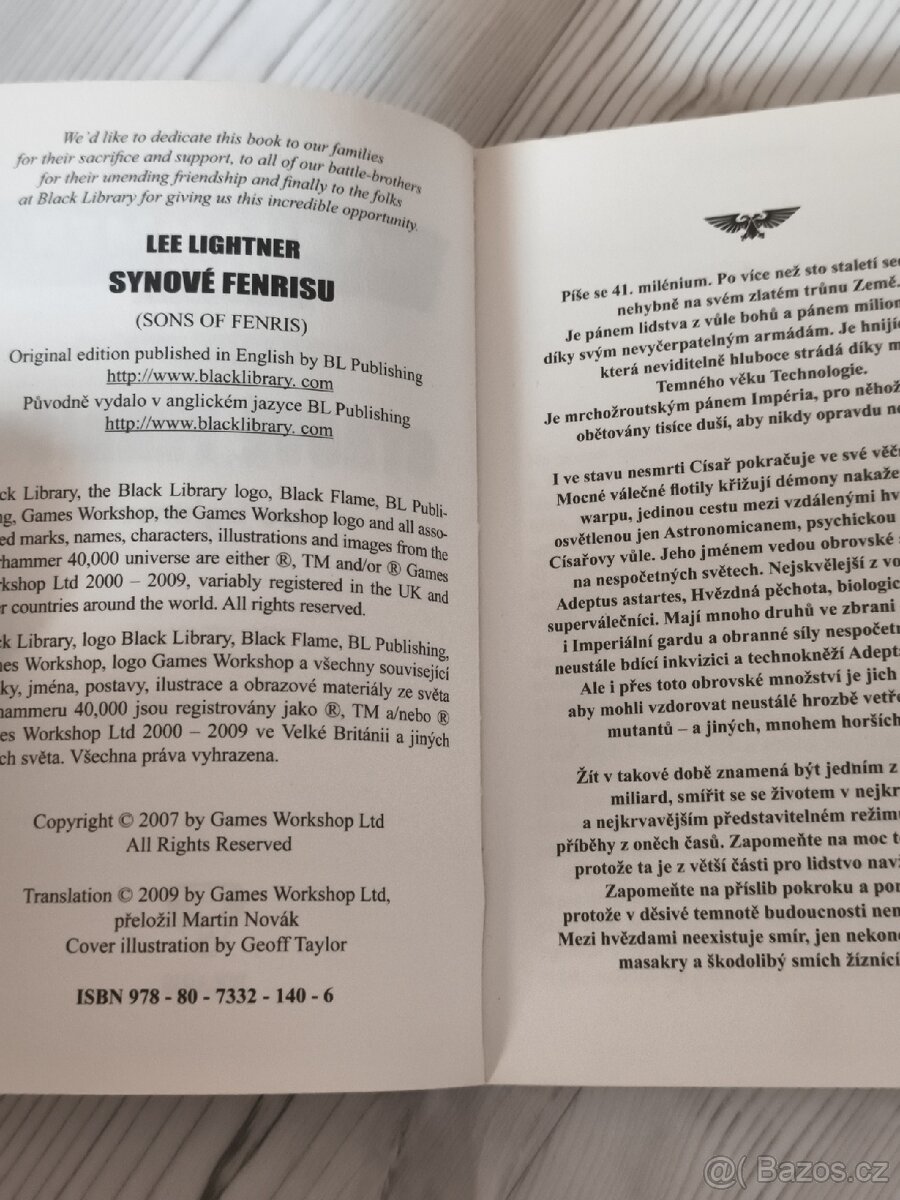 We'd like to dedicate this book to our families
for their sacrifice and support, to all of our battle-brothers
for their unending friendship and finally to the folks
at Black Library for giving us this incredible opportunity.
LEE LIGHTNER
SYNOVÉ FENRISU
(SONS OF FENRIS)
Original edition published in English by BL Publishing
http://www.blacklibrary. com
Původně vydalo v anglickém jazyce BL Publishing
http://www.blacklibrary. com
ck Library, the Black Library logo, Black Flame, BL Publi-
ng, Games Workshop, the Games Workshop logo and all asso-
ed marks, names, characters, illustrations and images from the
rhammer 40,000 universe are either ®, TM and/or ® Games
rkshop Ltd 2000 – 2009, variably registered in the UK and
r countries around the world. All rights reserved.
ck Library, logo Black Library, Black Flame, BL Publishing,
es Workshop, logo Games Workshop a všechny související
ky, jména, postavy, ilustrace a obrazové materiály ze světa
hammeru 40,000 jsou registrovány jako ®, TM a/nebo ®
es Workshop Ltd 2000 – 2009 ve Velké Británii a jiných
ch světa. Všechna práva vyhrazena.
Copyright © 2007 by Games Workshop Ltd
All Rights Reserved
Translation © 2009 by Games Workshop Ltd,
přeložil Martin Novák
Cover illustration by Geoff Taylor
ISBN 978 - 80 - 7332 - 140 - 6
Píše se 41. milénium. Po více než sto staletí sed
nehybně na svém zlatém trůnu Země.
Je pánem lidstva z vůle bohů a pánem milion
díky svým nevyčerpatelným armádám. Je hnijíc
která neviditelně hluboce strádá díky m
Temného věku Technologie.
Je mrchožroutským pánem Impéria, pro něhož
obětovány tisíce duší, aby nikdy opravdu ne
I ve stavu nesmrti Císař pokračuje ve své věčn
Mocné válečné flotily křižují démony nakaže
warpu, jedinou cestu mezi vzdálenými hv
osvětlenou jen Astronomicanem, psychickou
Císařovy vůle. Jeho jménem vedou obrovské a
na nespočetných světech. Nejskvělejší z vo
Adeptus astartes, Hvězdná pěchota, biologic
superválečníci. Mají mnoho druhů ve zbrani
i Imperiální gardu a obranné síly nespočetn
neustále bdící inkvizici a technokněží Adept
Ale i přes toto obrovské množství je jich
aby mohli vzdorovat neustálé hrozbě vetře
mutantů – a jiných, mnohem horších
Žít v takové době znamená být jedním z
miliard, smířit se se životem v nejkr
a nejkrvavějším představitelném režimu
příběhy z oněch časů. Zapomeňte na moc te
protože ta je z větší části pro lidstvo navž
Zapomeňte na příslib pokroku a por
protože v děsivé temnotě budoucnosti nen
Mezi hvězdami neexistuje smír, jen nekone
masakry a škodolibý smích žíznící
@( Bazos.cz